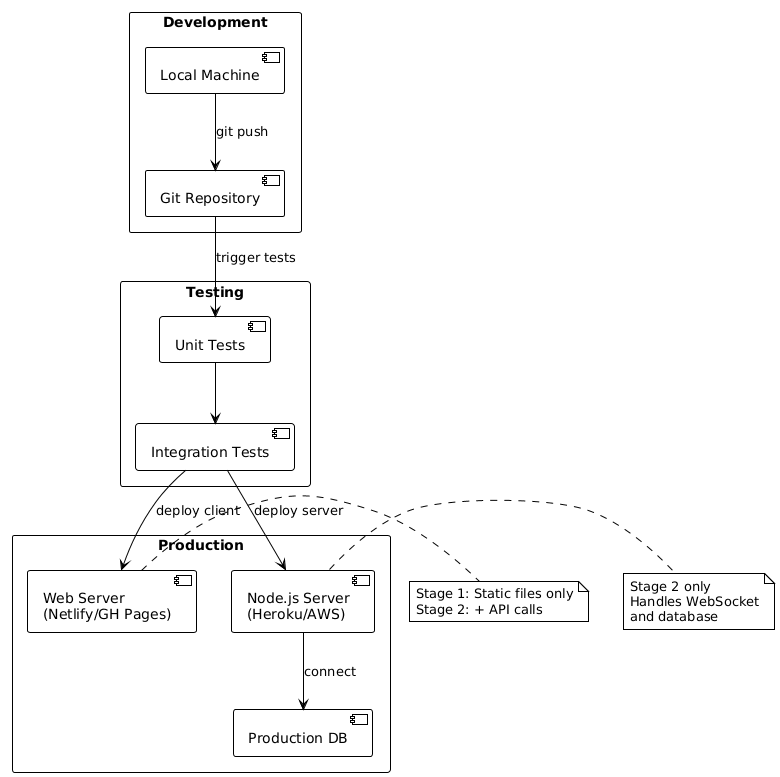 Development
Local Machine
git push
Git Repository
trigger tests
Testing
Unit Tests
Integration Tests
deploy client
deploy server
Production
Web Server
(Netlify/GH Pages)
Node.js Server
(Heroku/AWS)
Stage 1: Static files only
Stage 2: + API calls
Stage 2 only
Handles WebSocket
and database
connect
Production DB